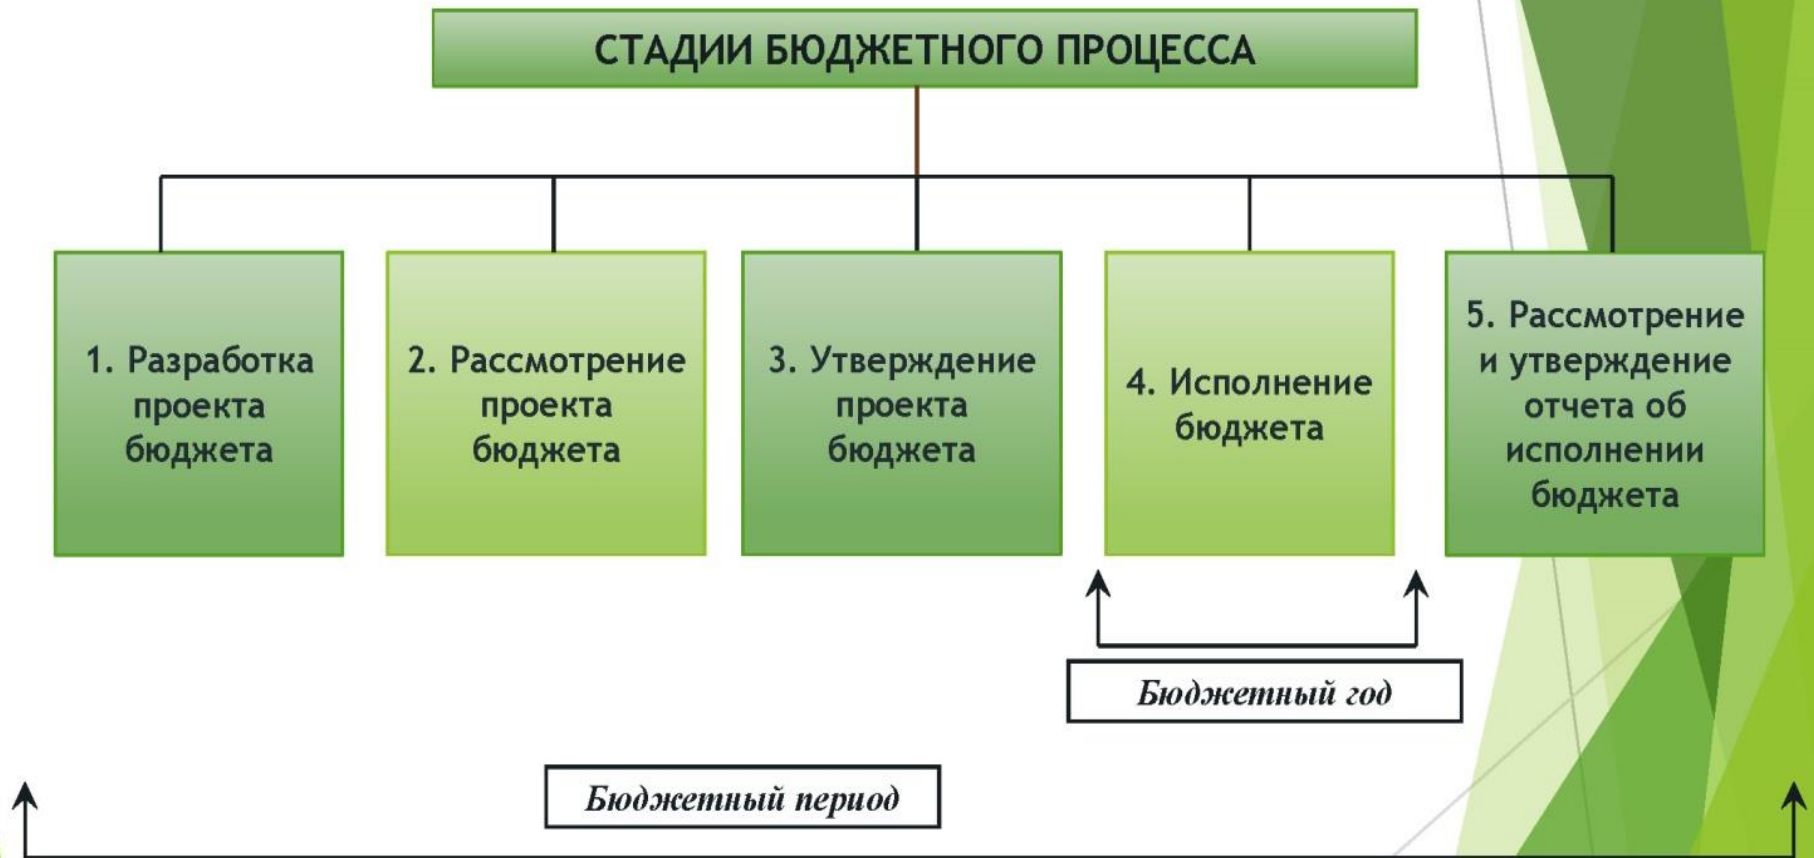 СТАДИИ БЮДЖЕТНОГО ПРОЦЕССА
1. Разработка
проекта
бюджета
2. Рассмотрение
проекта
бюджета
3. Утверждение
проекта
бюджета
4. Исполнение
бюджета
5. Рассмотрение
и утверждение
отчета об
исполнении
бюджета
Бюджетный год
Бюджетный период